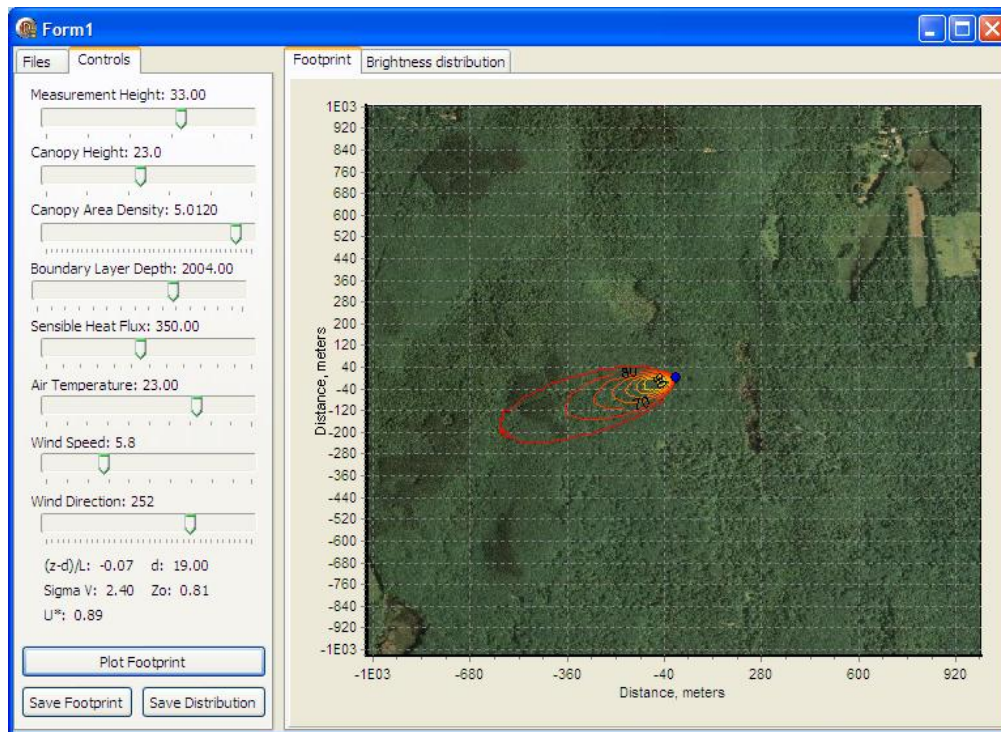 Form1
Files Controls
Measurement Height: 33.00
Canopy Height: 23.0
Canopy Area Density: 5.0120
Boundary Layer Depth: 2004.00
Sensible Heat Flux: 350.00
Air Temperature: 23.00
Wind Speed: 5.8
Wind Direction: 252
(z-d)/L: -0.07 d: 19.00
Sigma V: 2.40 Zo: 0.81
U*: 0.89
Plot Footprint
Save Footprint Save Distribution
Footprint Brightness distribution
1E03
920
840
760
680
600
520
440
360
280
200
120
40
-40
-120
-200
-280
-360
-440
-520
-600
-680
-760
-840
-920
-1E03
Distance, meters
80
70
-1E03 -680 -360 -40 280 600 920
Distance, meters